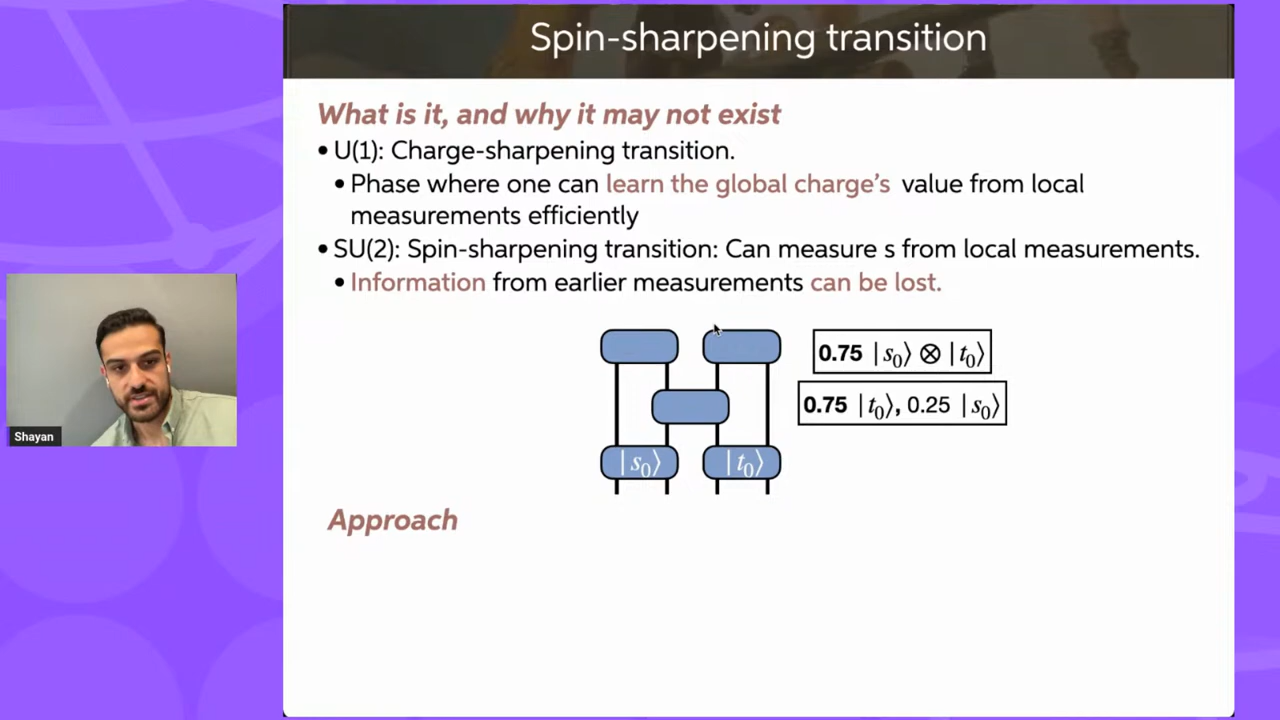 Spin-sharpening transition
What is it, and why it may not exist
• U(1): Charge-sharpening transition.
• Phase where one can learn the global charge's value from local
measurements efficiently
• SU(2): Spin-sharpening transition: Can measure s from local measurements.
• Information from earlier measurements can be lost.
0.75 |s₀⟩ ⊗ |t₀⟩
0.75 |t₀⟩, 0.25 |s₀⟩
|s₀⟩ |t₀⟩
Shayan
Approach